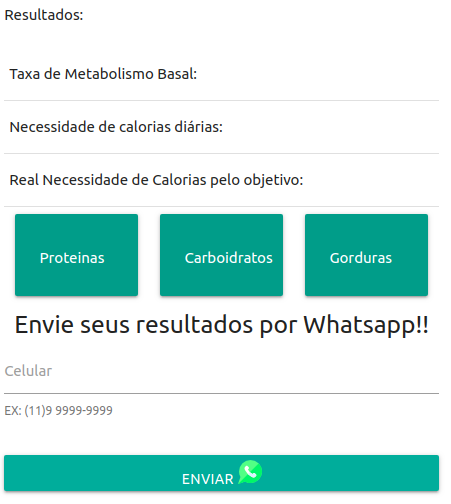 Resultados:
Taxa de Metabolismo Basal:
Necessidade de calorias diárias:
Real Necessidade de Calorias pelo objetivo:
Proteinas Carboidratos Gorduras
Envie seus resultados por Whatsapp!!
Celular
EX: (11)9 9999-9999
ENVIAR